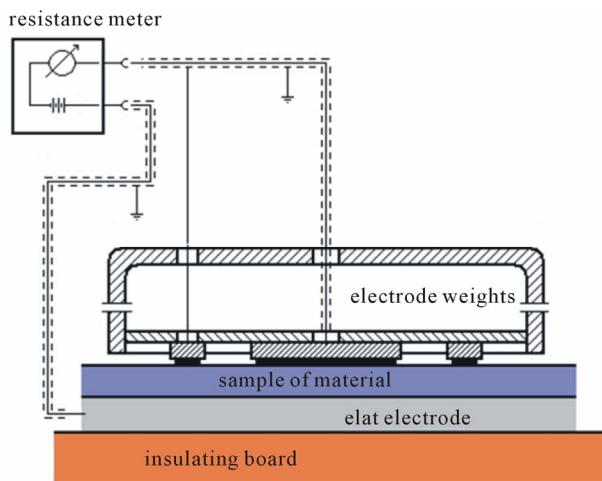 resistance meter
electrode weights
sample of material
elat electrode
insulating board